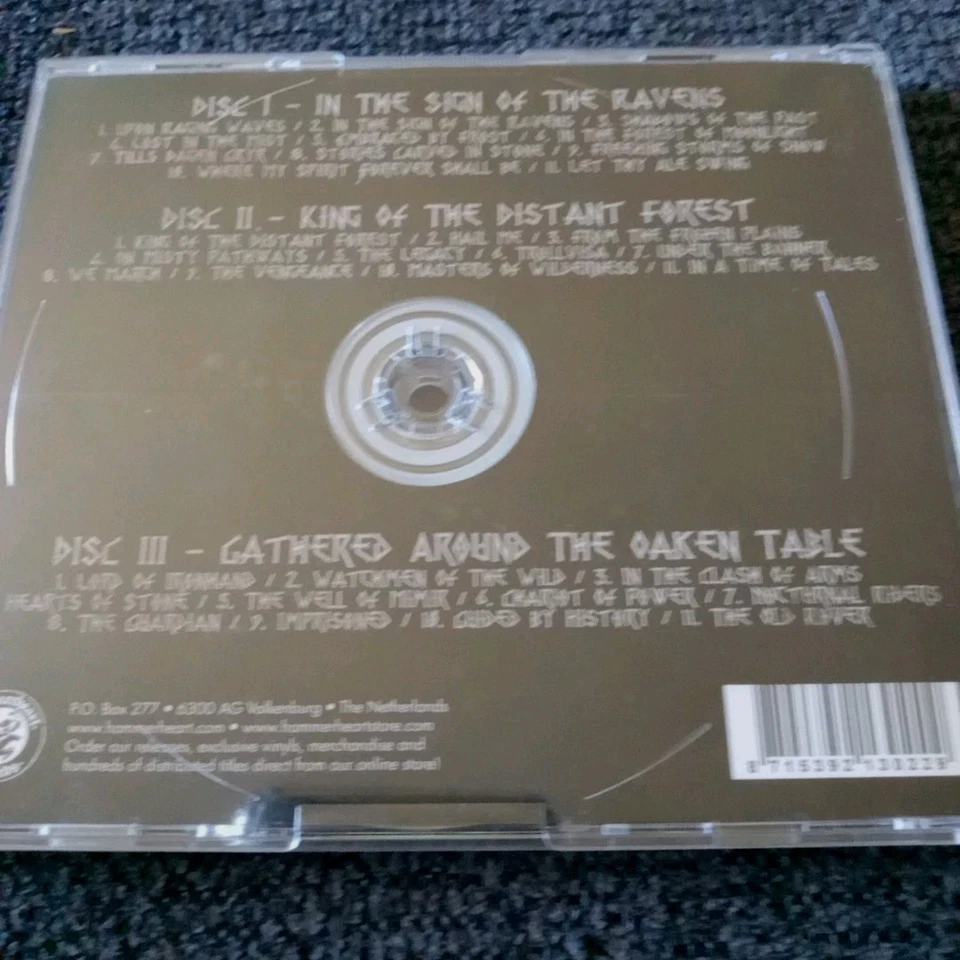 DISC I - IN THE SIGN OF THE RAVENS
1. UPON RAGING WAVES / 2. IN THE SIGN OF THE RAVENS / 3. SHADOWS OF THE PAST
4. LOST IN THE MIST / 5. EMBRACED BY FROST / 6. IN THE FOREST OF MOONLIGHT
7. TILLS DAGEN GRYR / 8. STORIES CARVED IN STONE / 9. FREEZING STORMS OF SNOW
10. WHERE MY SPIRIT FOREVER SHALL BE / 11. LET THY ALE SWING
DISC II - KING OF THE DISTANT FOREST
1. KING OF THE DISTANT FOREST / 2. HAIL ME / 3. FROM THE FROZEN PLAINS
4. IN MISTY PATHWAYS / 5. THE LEGACY / 6. TROLLVISA / 7. UNDER THE BANNER
8. WE MARCH / 9. THE VENGEANCE / 10. MASTERS OF WILDERNESS / 11. IN A TIME OF TALES
DISC III - GATHERED AROUND THE OAKEN TABLE
1. LORD OF IRONHAND / 2. WATCHMEN OF THE WILD / 3. IN THE CLASH OF ARMS
HEARTS OF STONE / 5. THE WELL OF MIMIR / 6. CHARIOT OF POWER / 7. NOCTURNAL RIDERS
8. THE GUARDIAN / 9. IMPRISONED / 10. GUIDED BY HISTORY / 11. THE OLD RIVER
P.O. Box 277 • 6300 AG Valkenburg • The Netherlands
www.hammerheart.com • www.hammerheartstore.com
Order our releases, exclusive vinyls, merchandise and
hundreds of distributed titles direct from our online store!
8 715392 130229